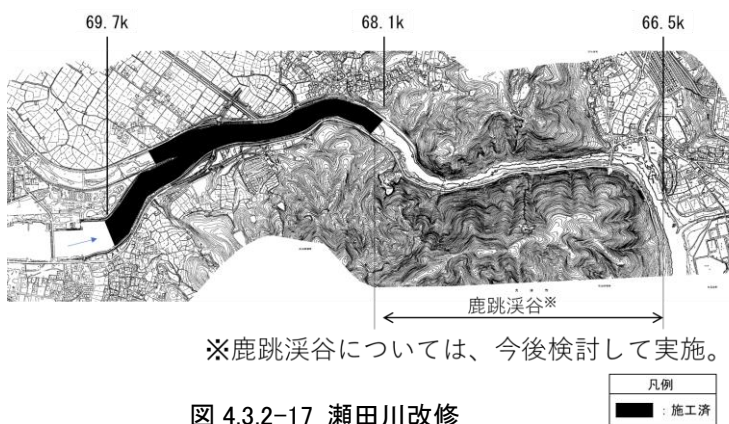 69.7k
68.1k
66.5k
鹿跳渓谷※
※鹿跳渓谷については、今後検討して実施。
図 4.3.2-17 瀬田川改修
凡例
：施工済